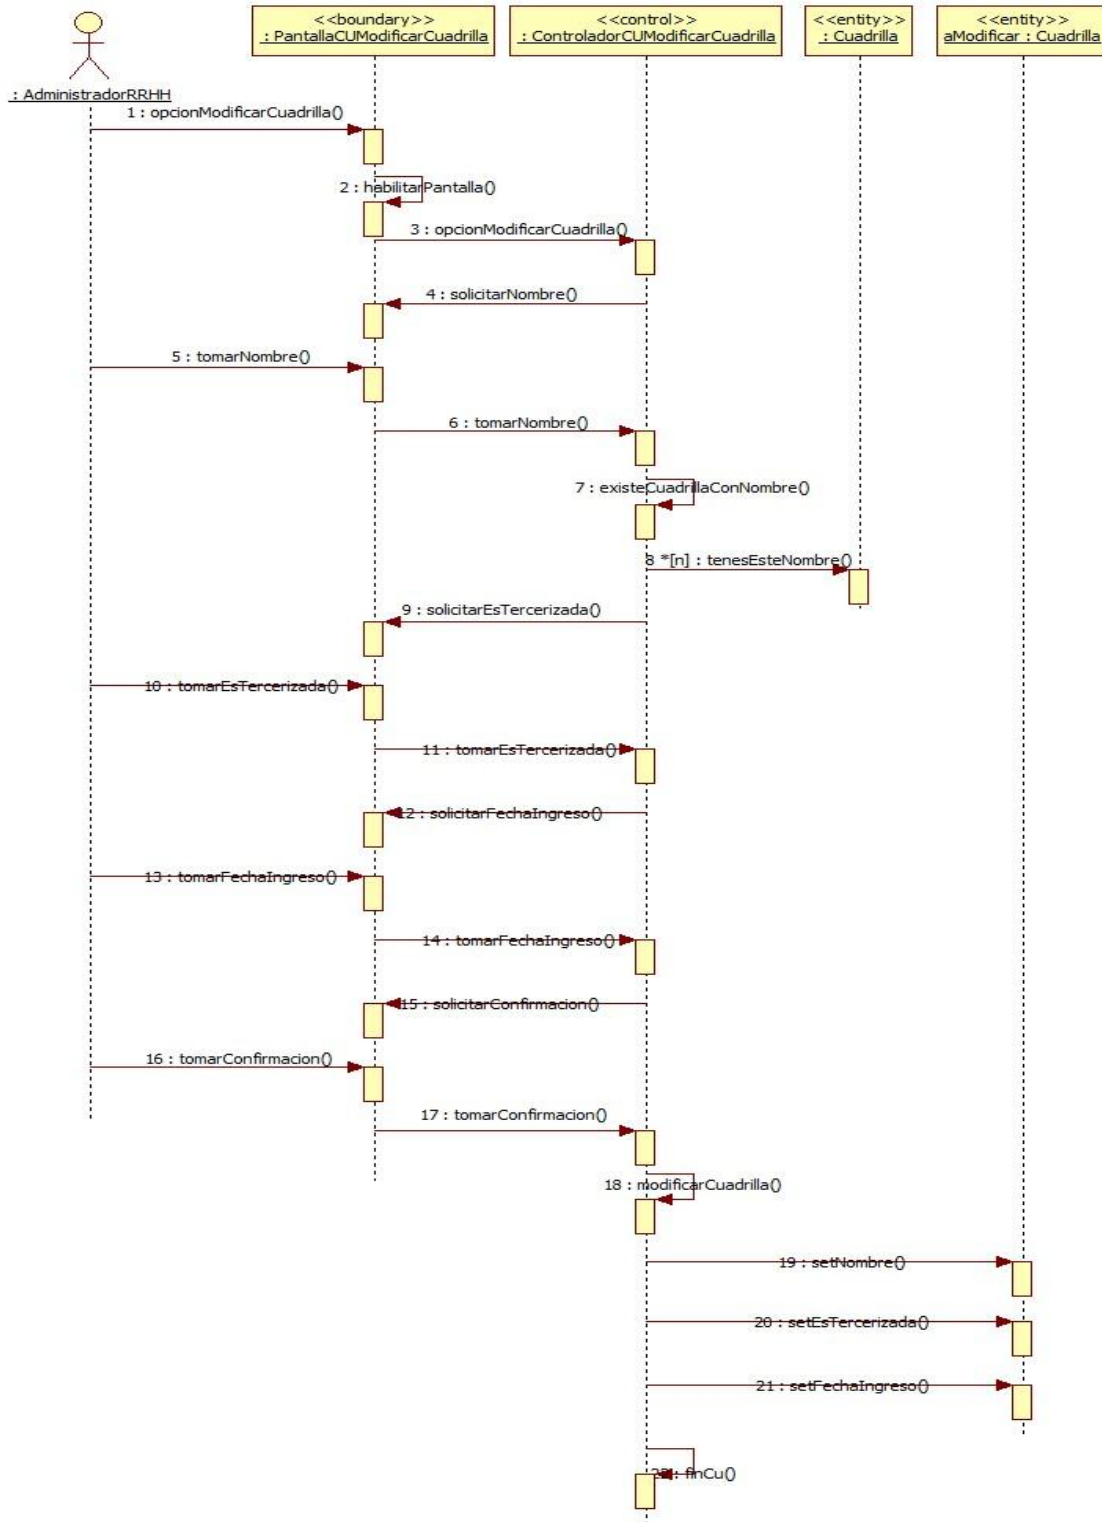 <<boundary>>
: PantallaCUModificarCuadrilla
<<control>>
: ControladorCUModificarCuadrilla
<<entity>>
: Cuadrilla
<<entity>>
aModificar : Cuadrilla
: AdministradorRRHH
1 : opcionModificarCuadrilla()
2 : habilitarPantalla()
3 : opcionModificarCuadrilla()
4 : solicitarNombre()
5 : tomarNombre()
6 : tomarNombre()
7 : existeCuadrillaConNombre()
8 *[n] : tenesEsteNombre()
9 : solicitarEsTercerizada()
10 : tomarEsTercerizada()
11 : tomarEsTercerizada()
12 : solicitarFechaIngreso()
13 : tomarFechaIngreso()
14 : tomarFechaIngreso()
15 : solicitarConfirmacion()
16 : tomarConfirmacion()
17 : tomarConfirmacion()
18 : modificarCuadrilla()
19 : setNombre()
20 : setEsTercerizada()
21 : setFechaIngreso()
22 : finCu()